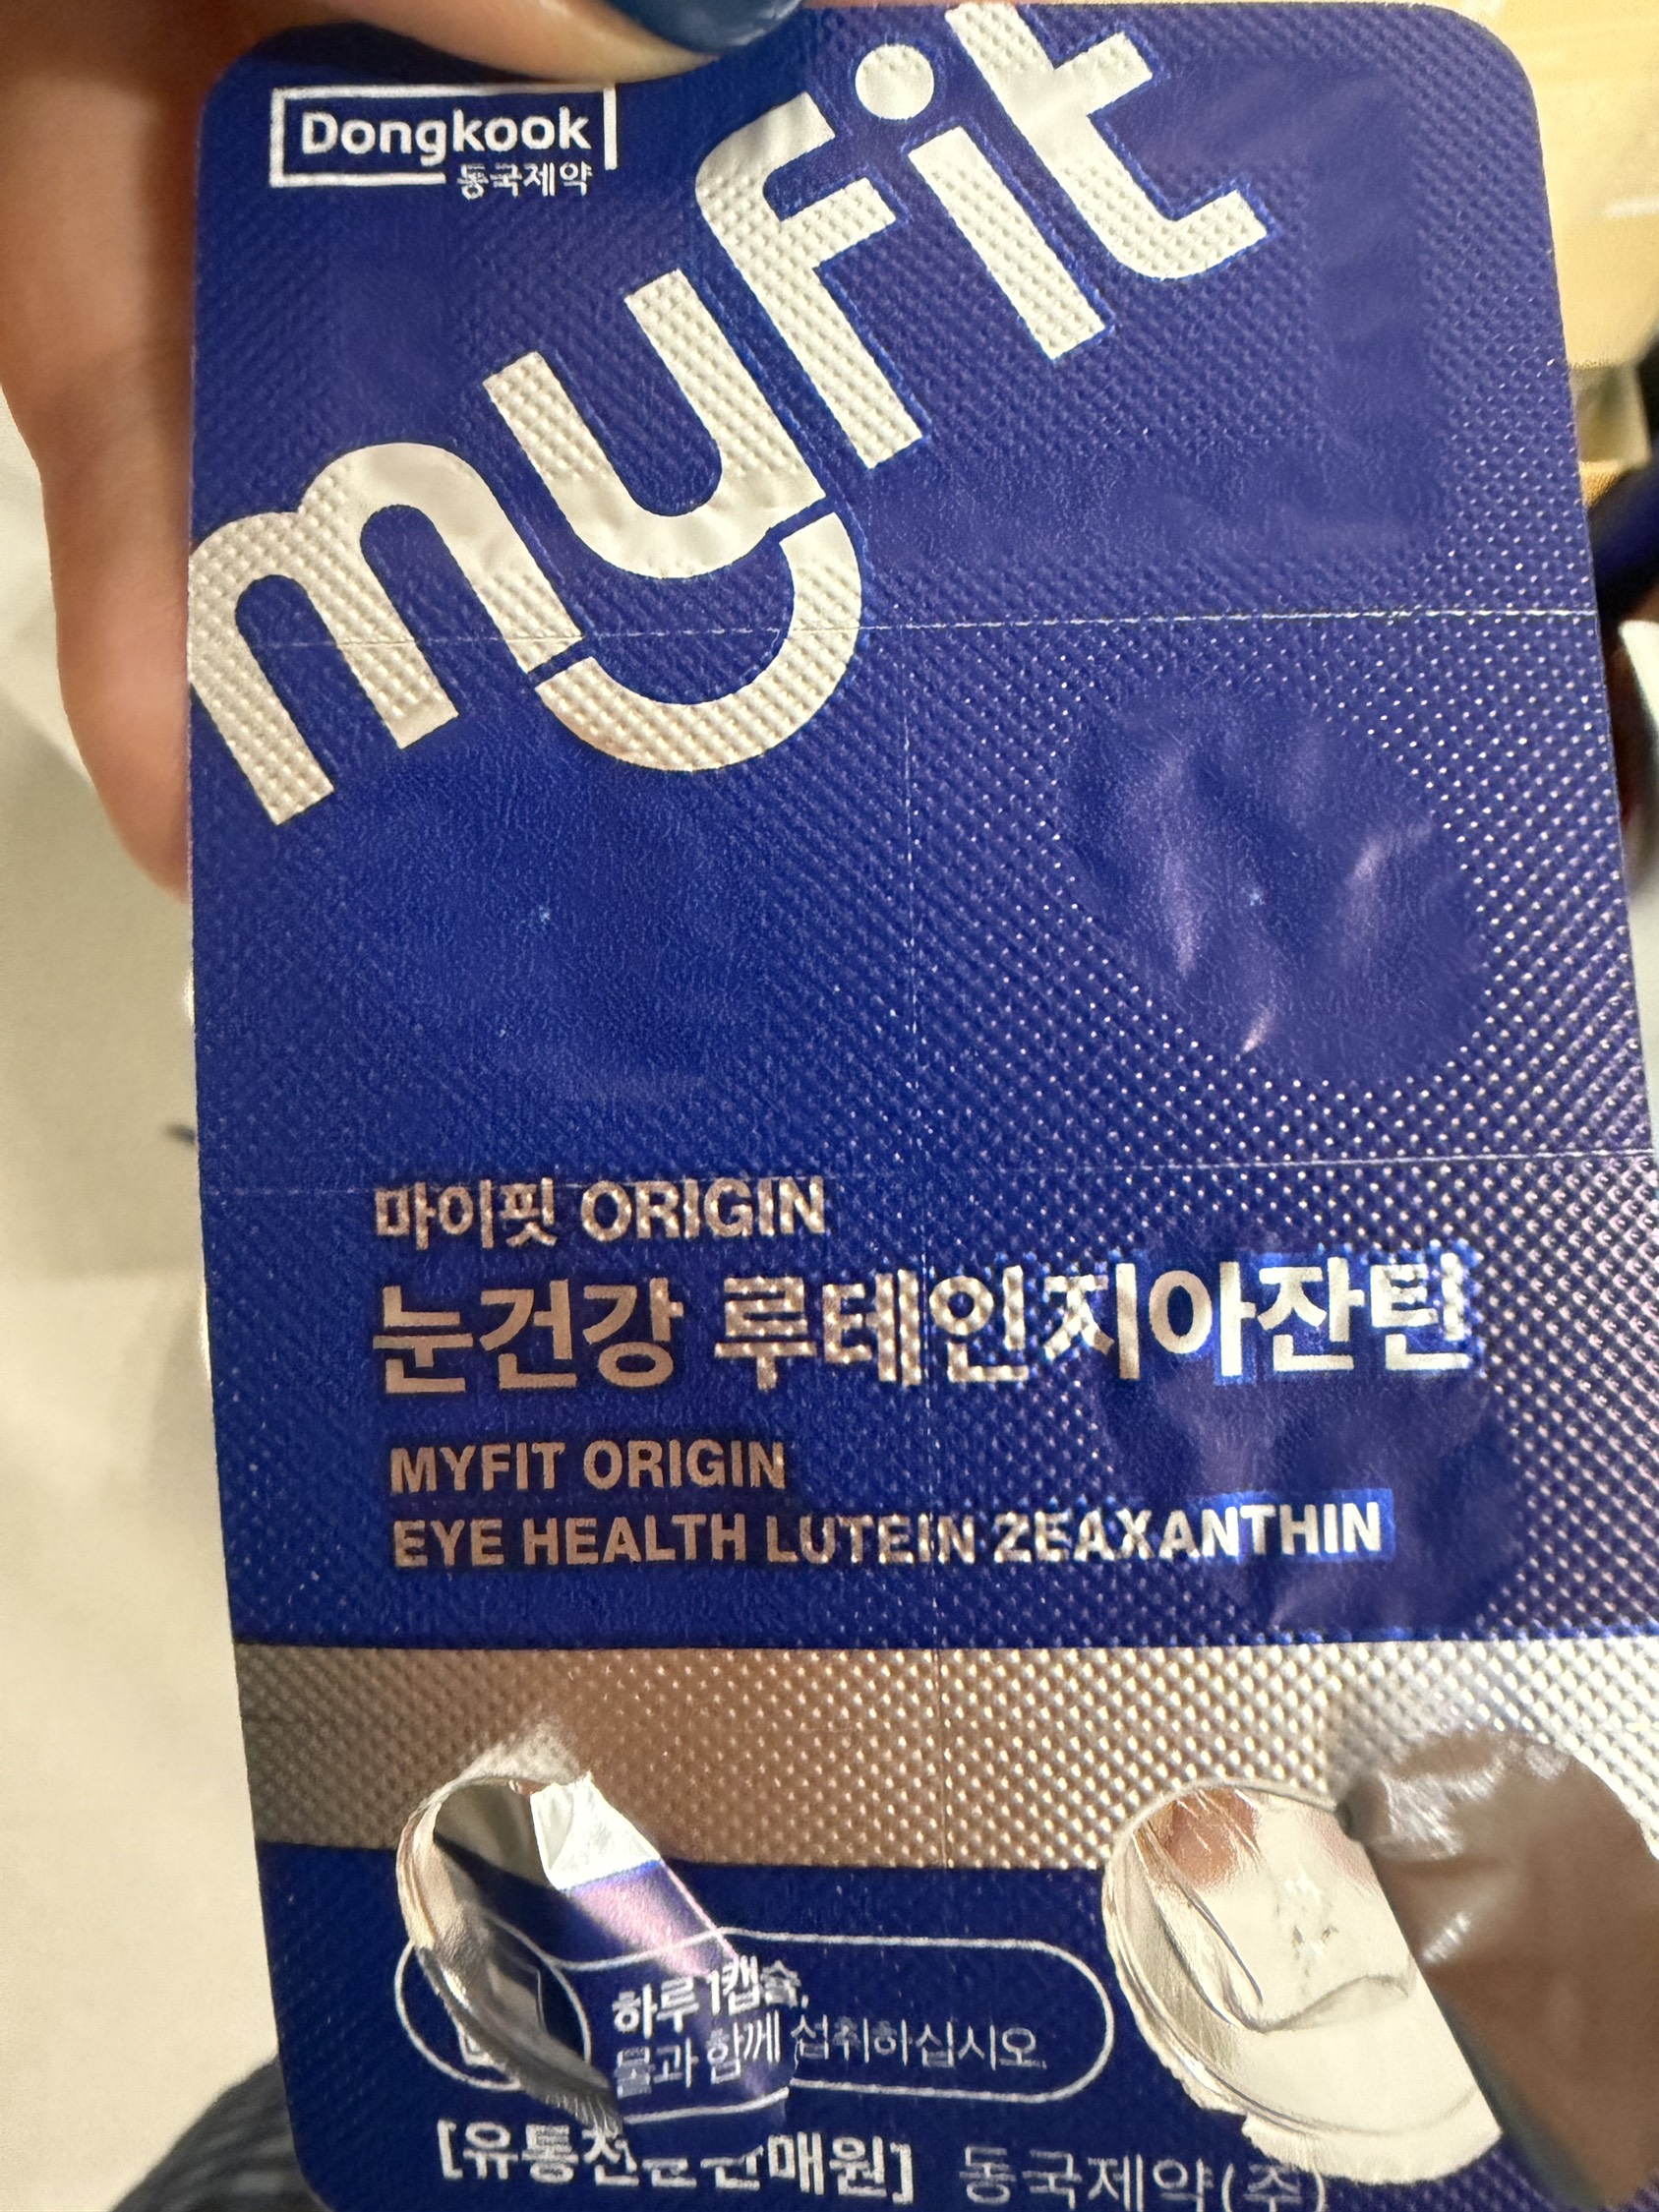 Dongkook
동국제약
myfit
마이핏 ORIGIN
눈건강 루테인지아잔틴
MYFIT ORIGIN
EYE HEALTH LUTEIN ZEAXANTHIN
하루 1캡슐,
물과 함께 섭취하십시오.
[유통전문판매원] 동국제약(주)